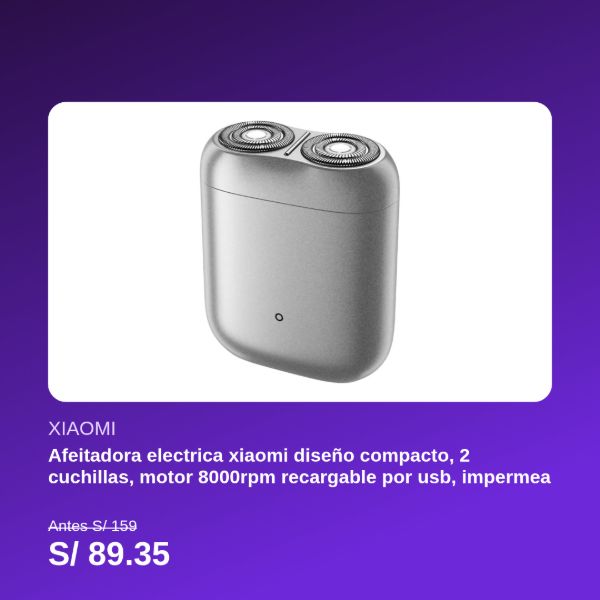 XIAOMI
Afeitadora electrica xiaomi diseño compacto, 2
cuchillas, motor 8000rpm recargable por usb, impermea
Antes S/ 159
S/ 89.35